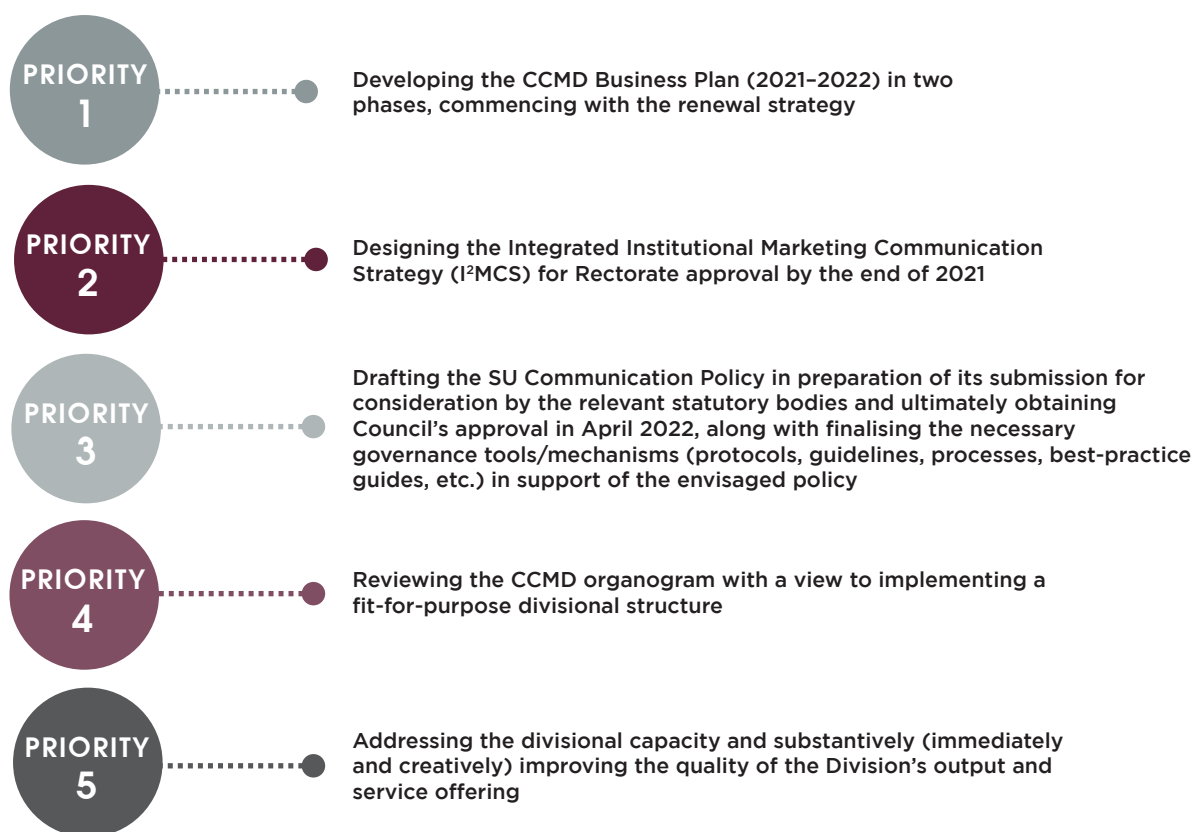 PRIORITY
1
Developing the CCMD Business Plan (2021–2022) in two
phases, commencing with the renewal strategy
PRIORITY
2
Designing the Integrated Institutional Marketing Communication
Strategy (I²MCS) for Rectorate approval by the end of 2021
PRIORITY
3
Drafting the SU Communication Policy in preparation of its submission for
consideration by the relevant statutory bodies and ultimately obtaining
Council’s approval in April 2022, along with finalising the necessary
governance tools/mechanisms (protocols, guidelines, processes, best-practice
guides, etc.) in support of the envisaged policy
PRIORITY
4
Reviewing the CCMD organogram with a view to implementing a
fit-for-purpose divisional structure
PRIORITY
5
Addressing the divisional capacity and substantively (immediately
and creatively) improving the quality of the Division’s output and
service offering